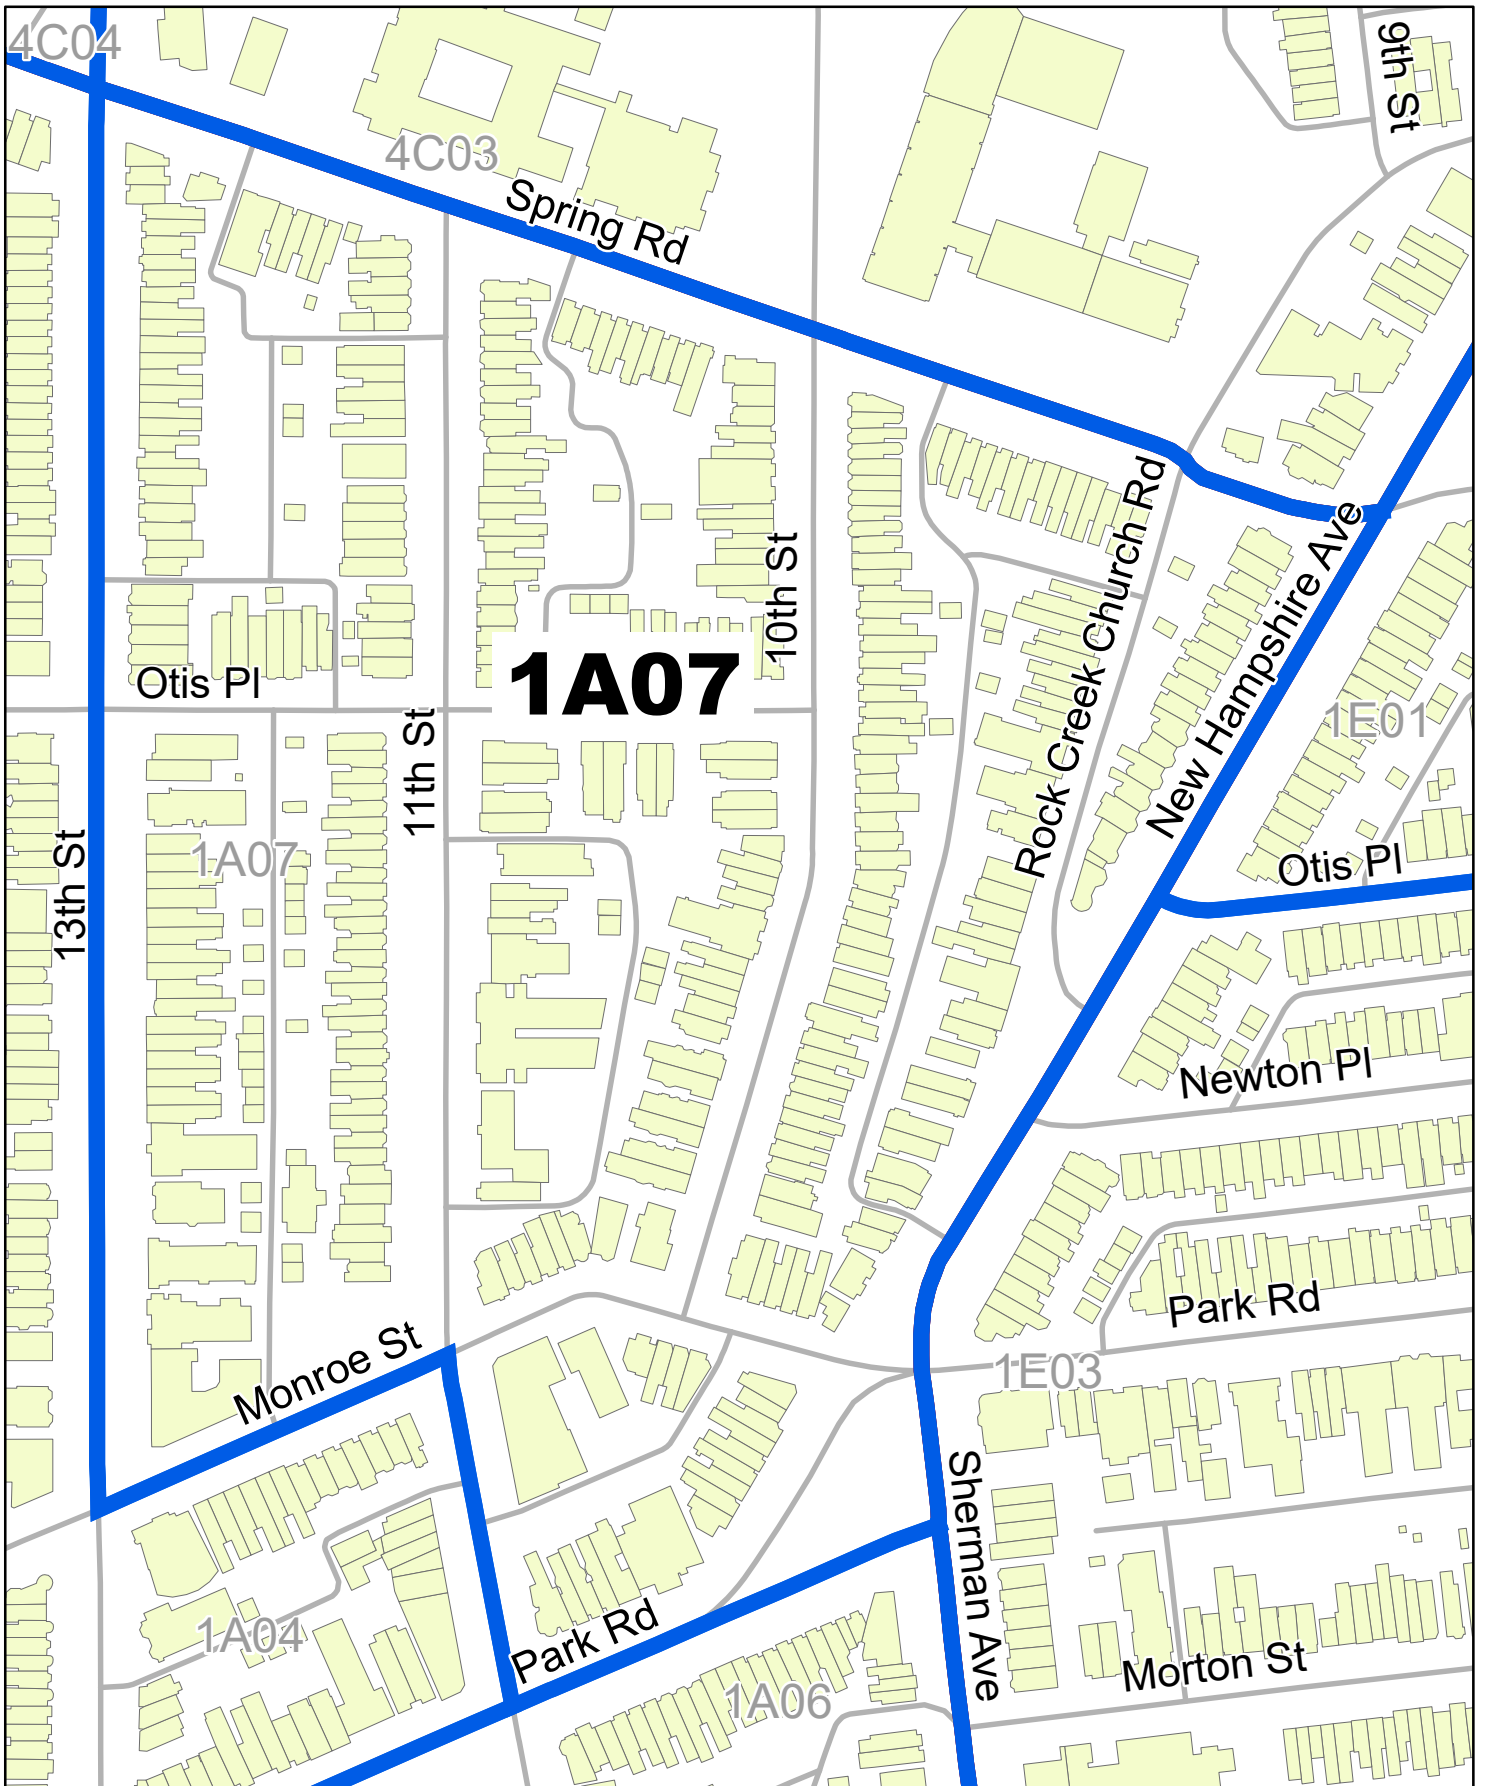 4C04
9th St
4C03
Spring Rd
10th St
Rock Creek Church Rd
New Hampshire Ave
Otis Pl
1A07
11th St
1E01
13th St
1A07
Otis Pl
Newton Pl
Park Rd
Monroe St
1E03
Sherman Ave
1A04
Park Rd
Morton St
1A06